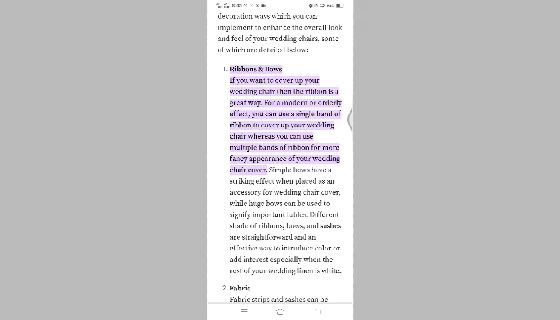 decoration ways which you can
implement to enhance the overall look
and feel of your wedding chairs, some
of which are detailed below:
1. Ribbons & Bows
If you want to cover up your
wedding chair then the ribbon is a
great way. For a modern or orderly
effect, you can use a single band of
ribbon to cover up your wedding
chair whereas you can use
multiple bands of ribbon for more
fancy appearance of your wedding
chair cover. Simple bows have a
striking effect when placed as an
accessory for wedding chair cover,
while huge bows can be used to
signify important tables. Different
shade of ribbons, bows, and sashes
are straightforward and an
effective way to introduce color or
add interest especially when the
rest of your wedding linen is white.
2. Fabric
Fabric strips and sashes can be